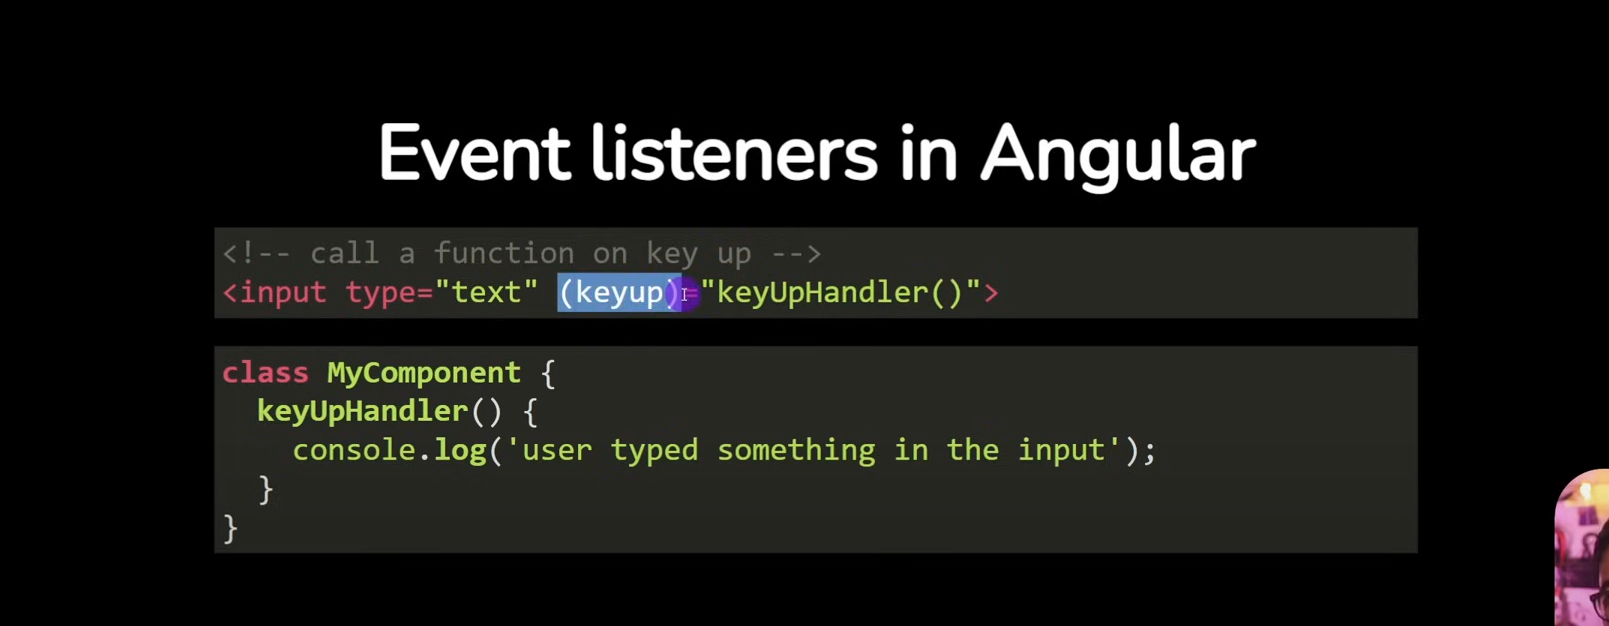 Event listeners in Angular
<!-- call a function on key up -->
<input type="text" (keyup)="keyUpHandler()">
class MyComponent {
keyUpHandler() {
console.log('user typed something in the input');
}
}